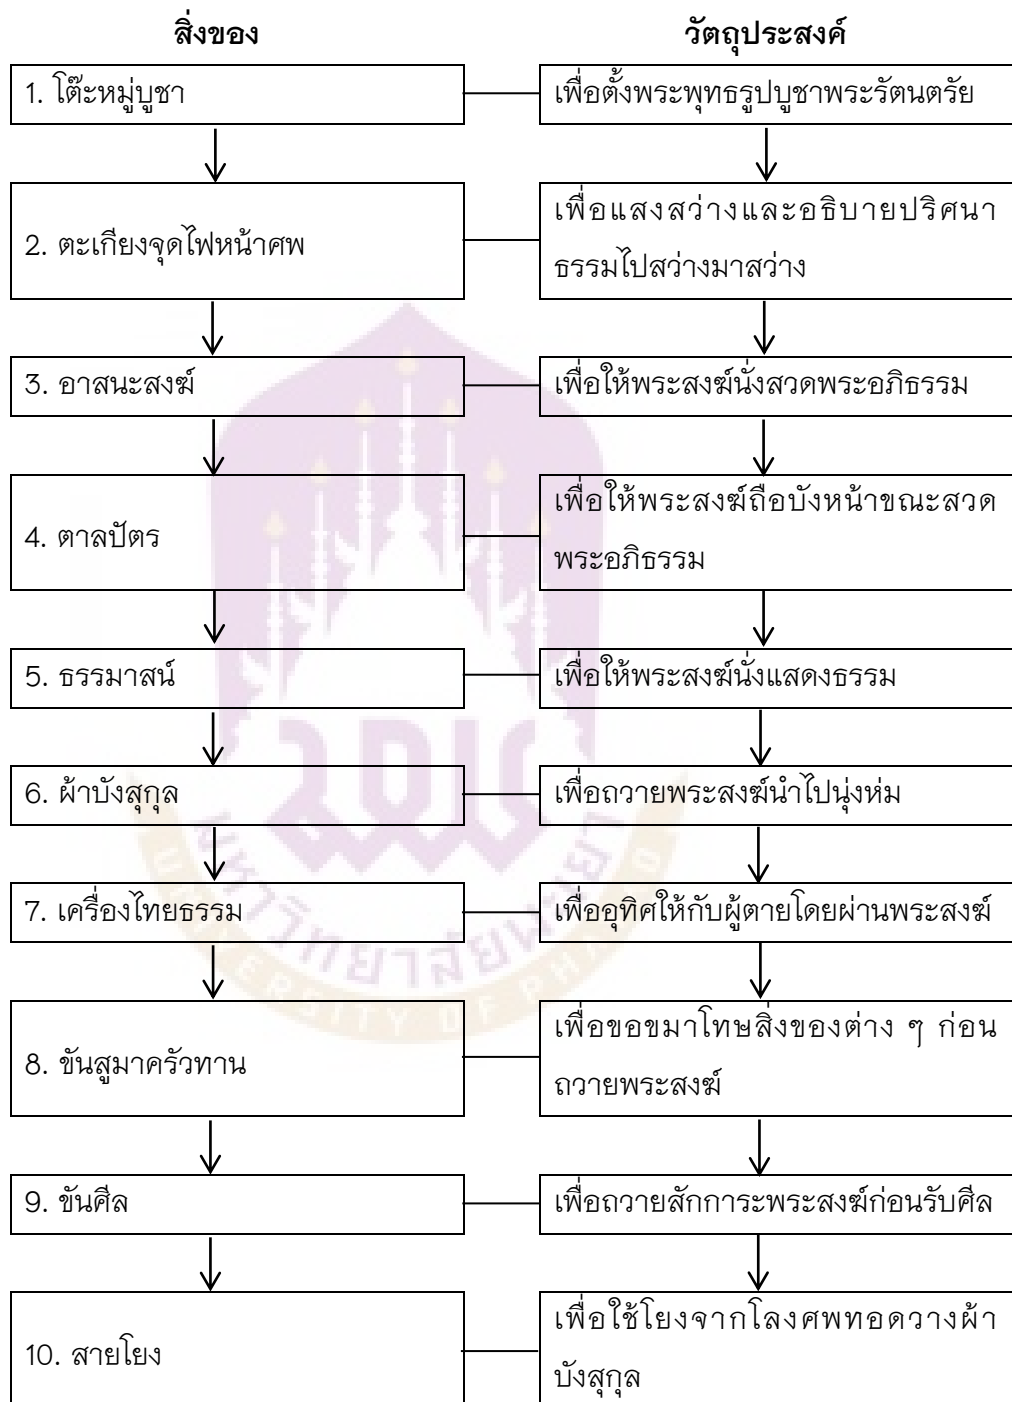 สิ่งของ
วัตถุประสงค์
1. โต๊ะหมู่บูชา
เพื่อตั้งพระพุทธรูปบูชาพระรัตนตรัย
2. ตะเกียงจุดไฟหน้าศพ
เพื่อแสงสว่างและอธิบายปริศนา
ธรรมไปสว่างมาสว่าง
3. อาสนะสงฆ์
เพื่อให้พระสงฆ์นั่งสวดพระอภิธรรม
4. ตาลปัตร
เพื่อให้พระสงฆ์ถือบังหน้าขณะสวด
พระอภิธรรม
5. ธรรมาสน์
เพื่อให้พระสงฆ์นั่งแสดงธรรม
6. ผ้าบังสุกุล
เพื่อถวายพระสงฆ์นำไปนุ่งห่ม
7. เครื่องไทยธรรม
เพื่ออุทิศให้กับผู้ตายโดยผ่านพระสงฆ์
8. ขันสูมาครัวทาน
เพื่อขอขมาโทษสิ่งของต่าง ๆ ก่อน
ถวายพระสงฆ์
9. ขันศีล
เพื่อถวายสักการะพระสงฆ์ก่อนรับศีล
10. สายโยง
เพื่อใช้โยงจากโลงศพทอดวางผ้า
บังสุกุล
มหาวิทยาลัยพะเยา
UNIVERSITY OF PHAYAO